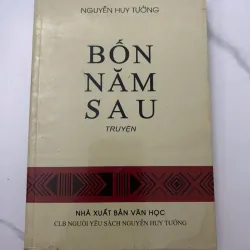 NGUYỄN HUY TƯỞNG
BỐN
NĂM
SAU
TRUYỆN
NHÀ XUẤT BẢN VĂN HỌC
CLB NGƯỜI YÊU SÁCH NGUYỄN HUY TƯỞNG